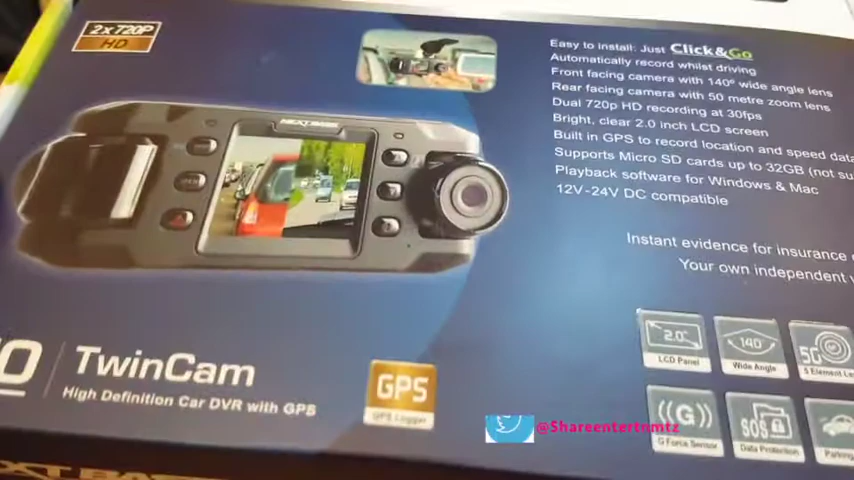 2x720P
HD
Easy to install: Just Click&Go
Automatically record whilst driving
Front facing camera with 140º wide angle lens
Rear facing camera with 50 metre zoom lens
Dual 720p HD recording at 30fps
Bright, clear 2.0 inch LCD screen
Built in GPS to record location and speed data
Supports Micro SD cards up to 32GB (not
Playback software for Windows & Mac
12V-24V DC compatible
Instant evidence for insurance
Your own independent
NEXTBASE
2.0"
LCD Panel
140º
Wide Angle
5G
5 Element
TwinCam
High Definition Car DVR with GPS
GPS
GPS Logger
G
G Force Sensor
SOS
Data Protection
Parking
@Shareentertomtz